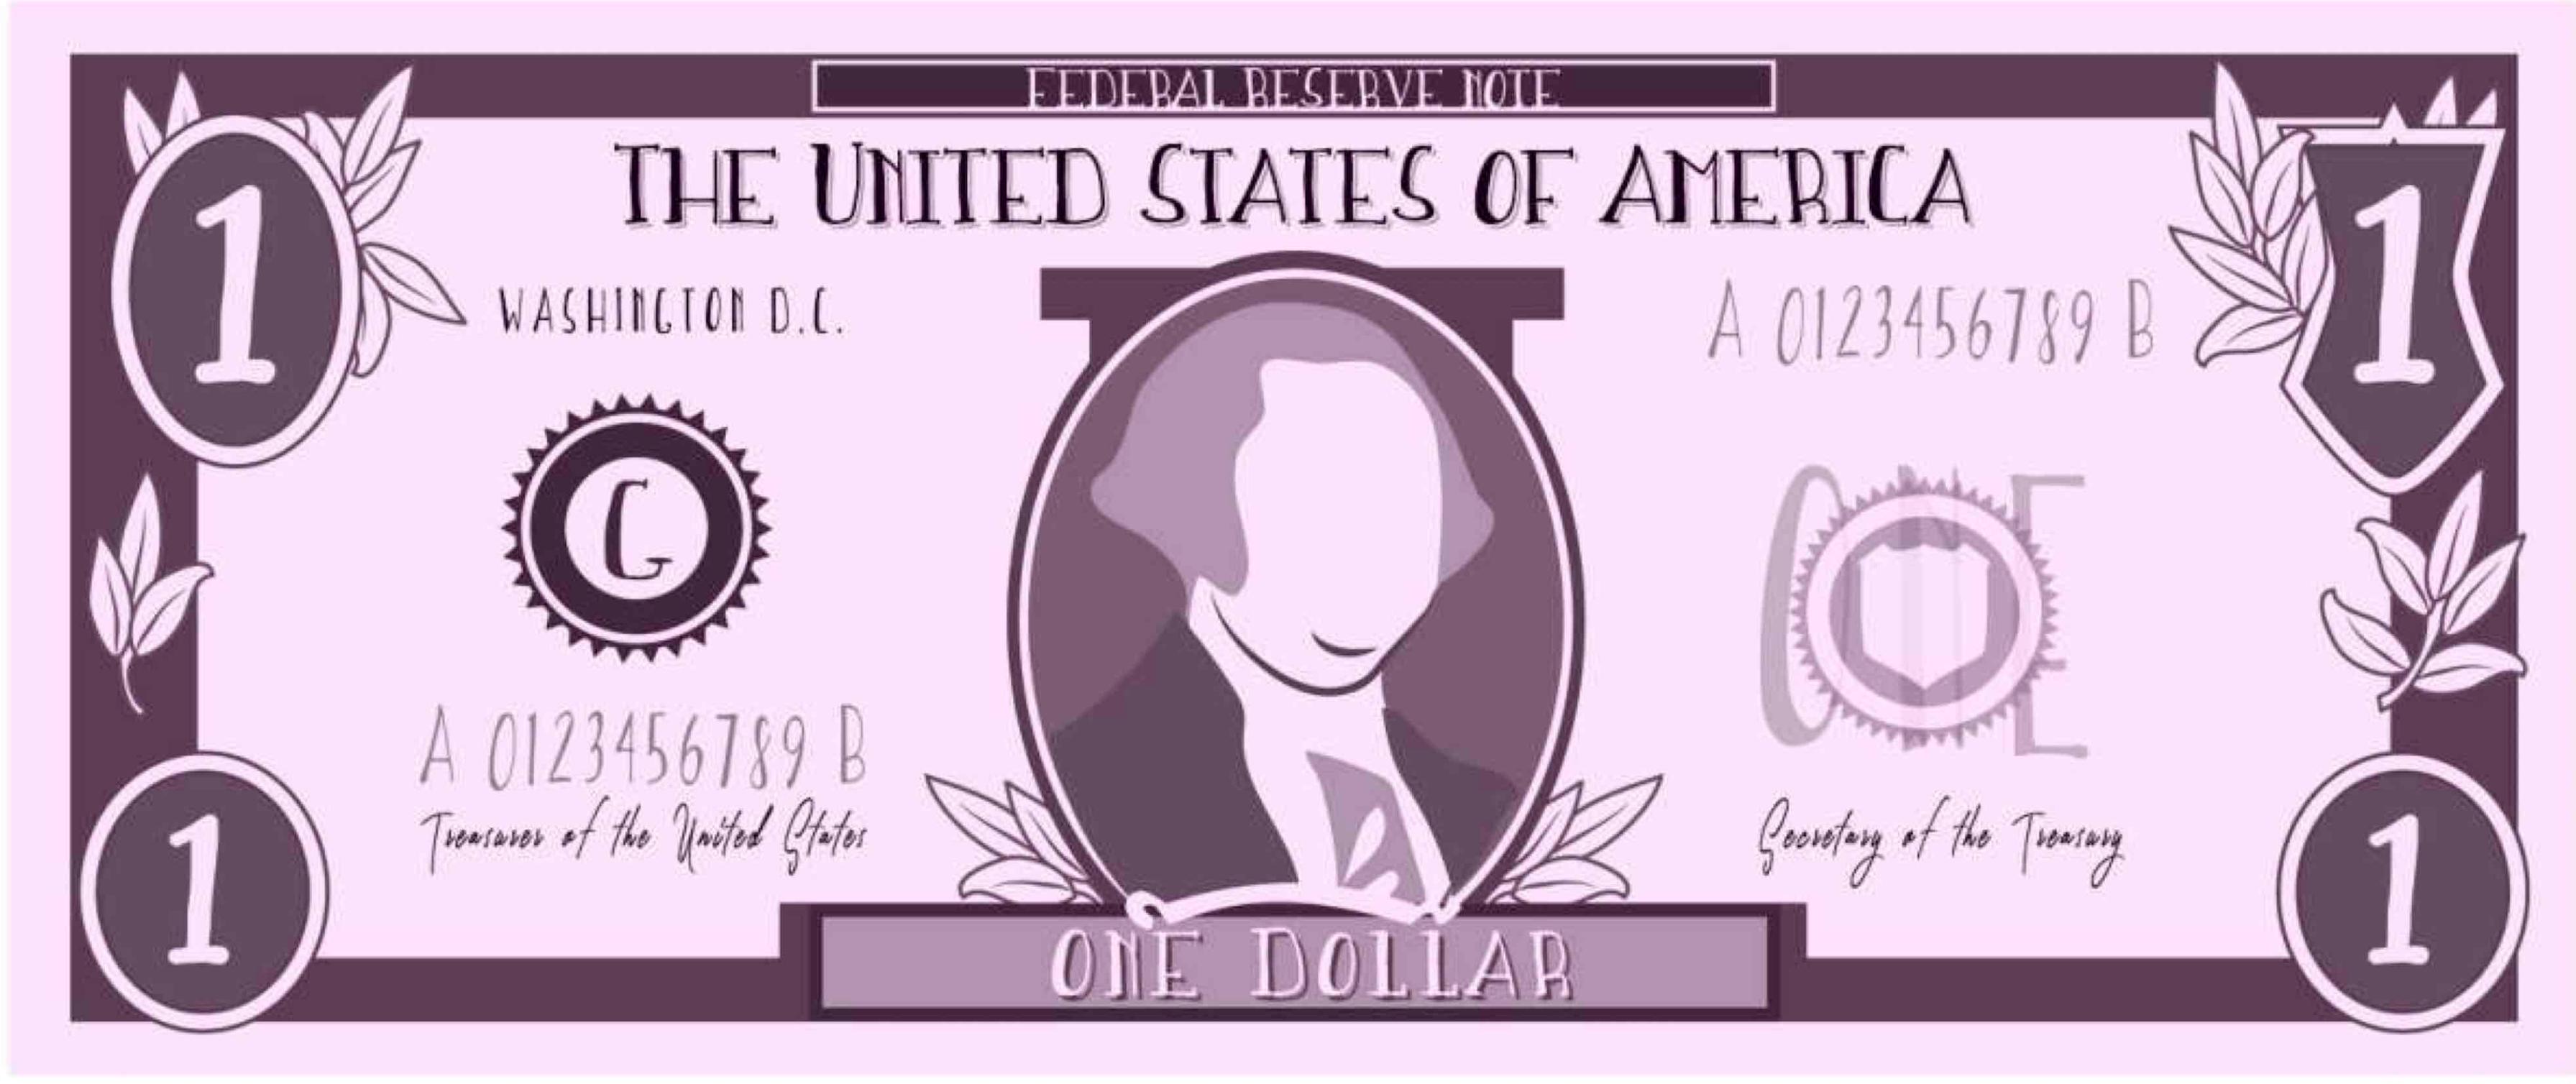 FEDERAL RESERVE NOTE
THE UNITED STATES OF AMERICA
1
1
WASHINGTON D.C.
A 0123456789 B
G
ONE
A 0123456789 B
Treasurer of the United States
Secretary of the Treasury
1
1
ONE DOLLAR